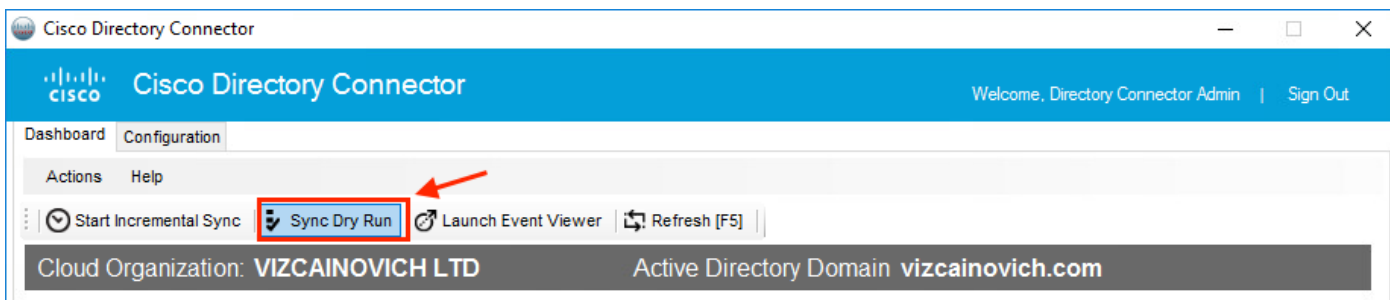 Cisco Directory Connector
CISCO Cisco Directory Connector Welcome, Directory Connector Admin | Sign Out
Dashboard Configuration
Actions Help
Start Incremental Sync Sync Dry Run Launch Event Viewer Refresh [F5]
Cloud Organization: VIZCAINOVICH LTD Active Directory Domain vizcainovich.com